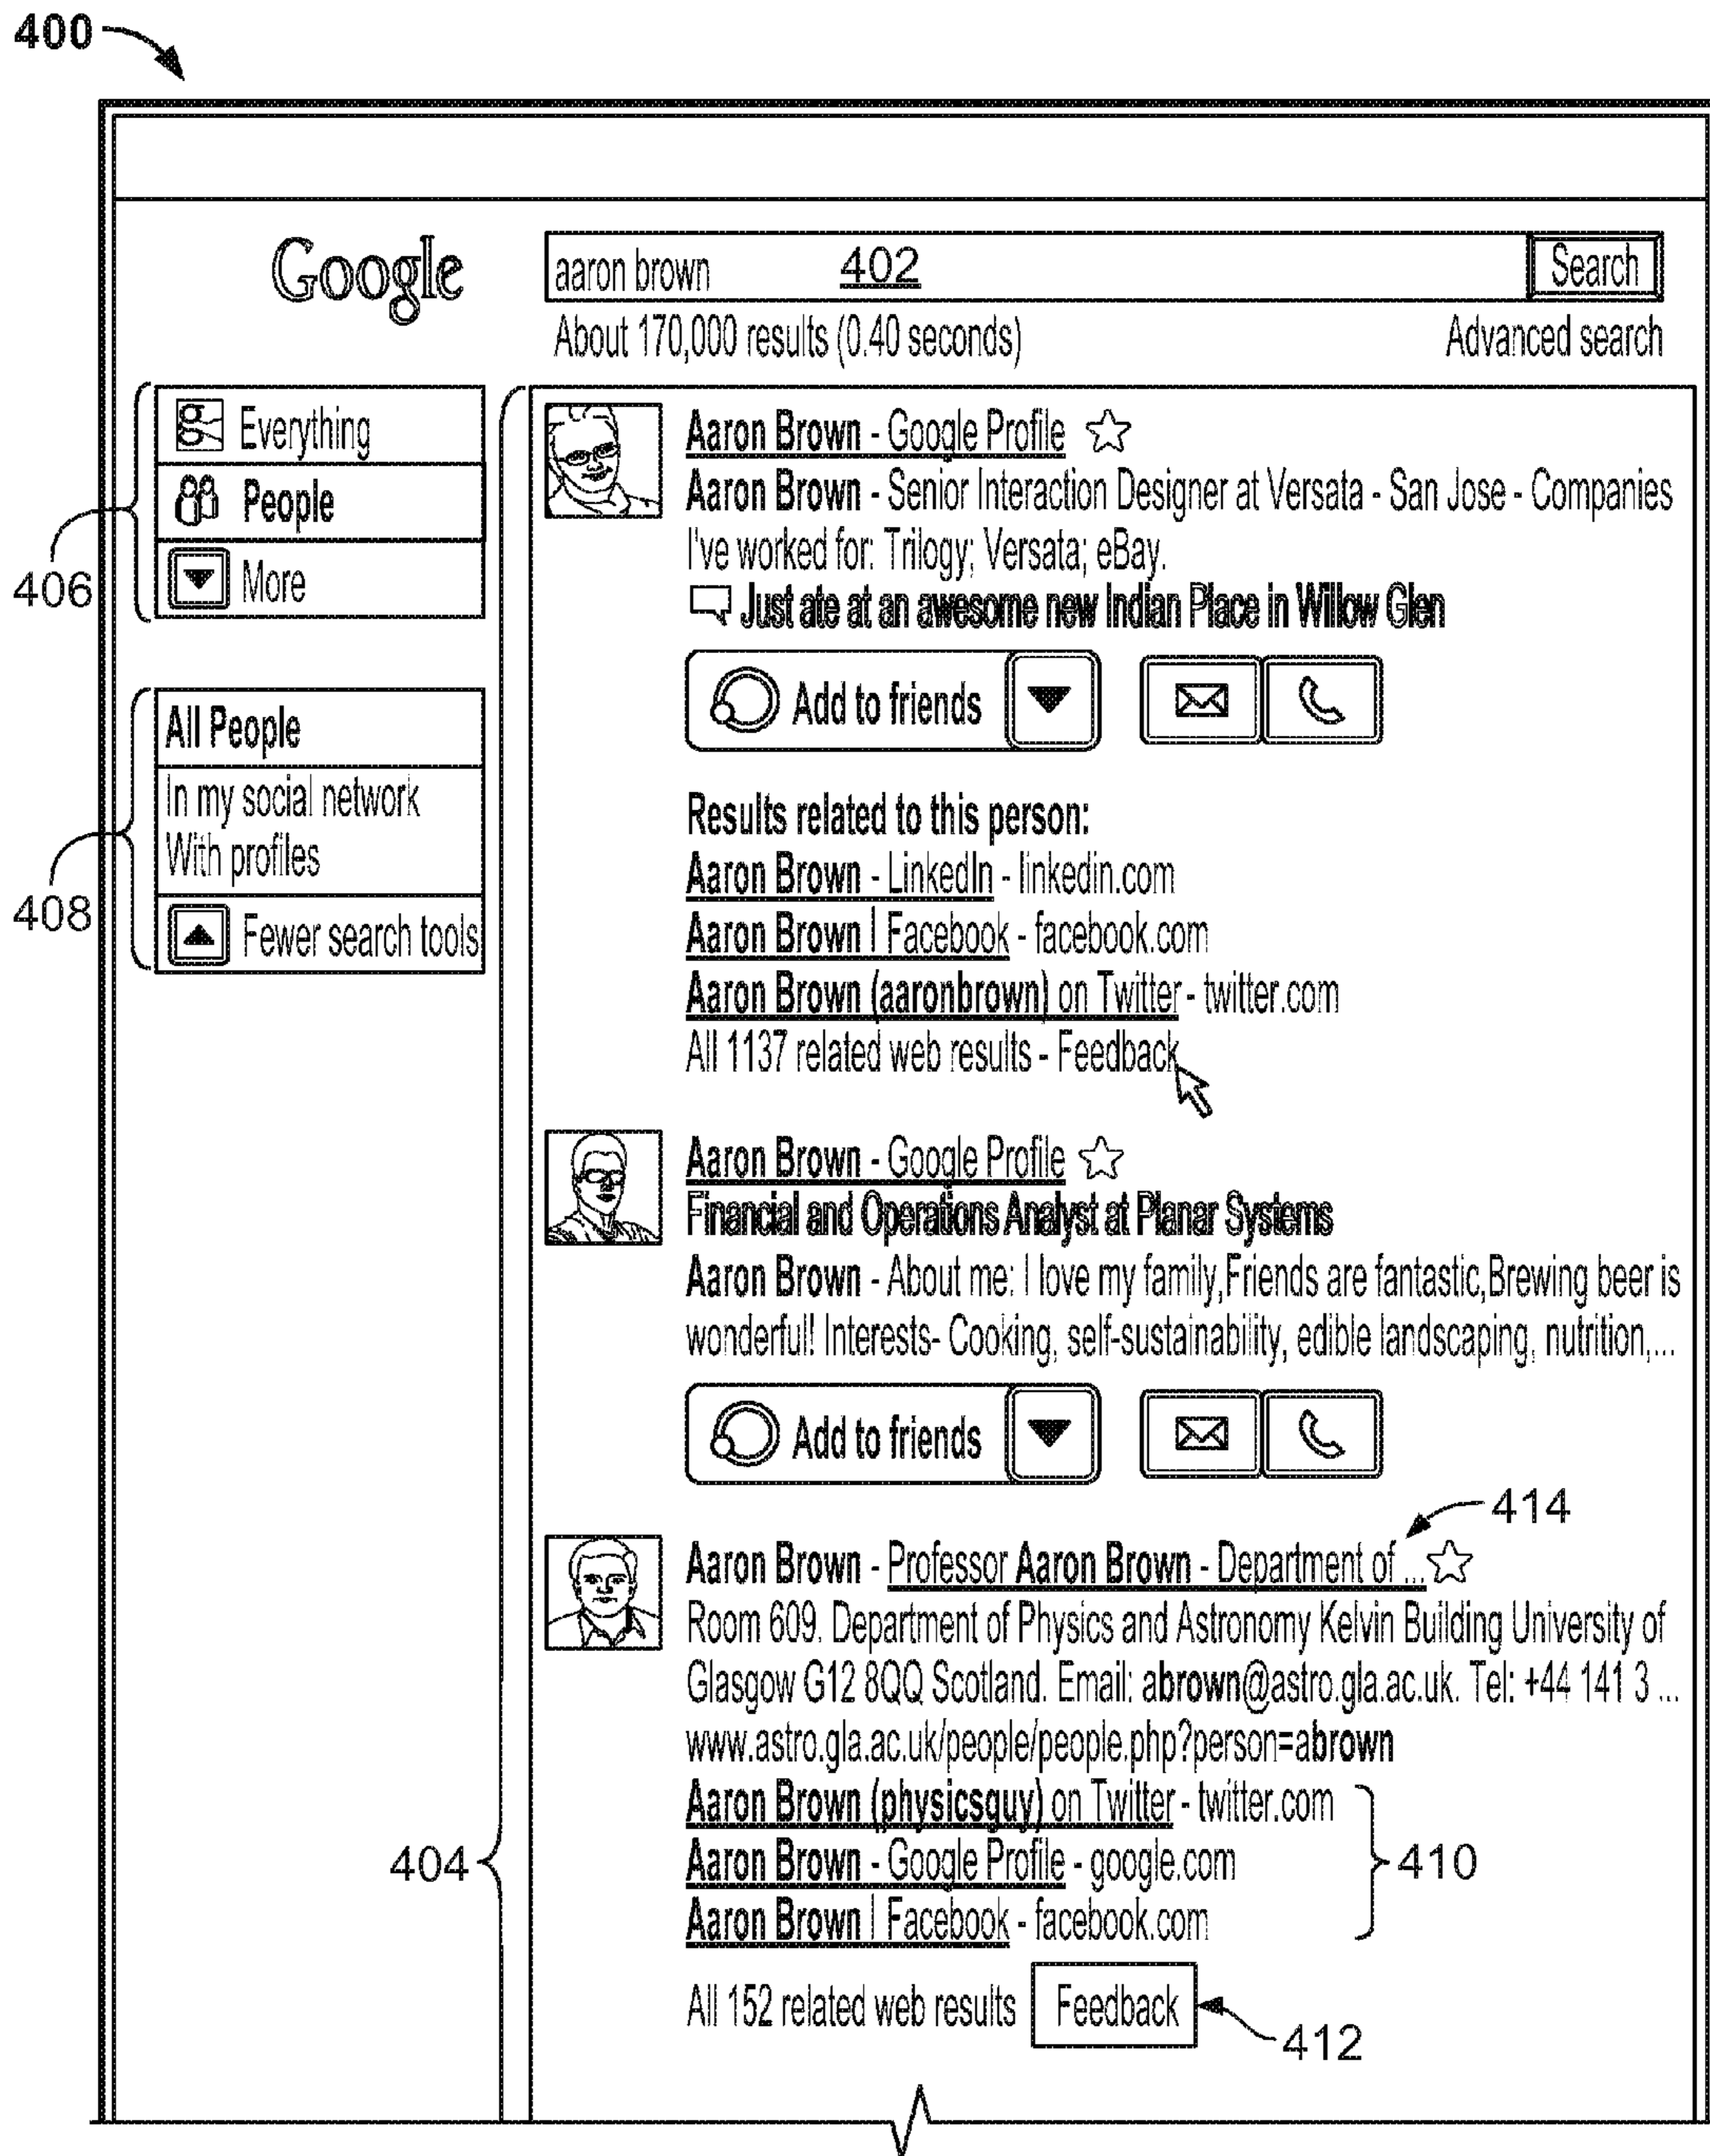 400
Google
aaron brown 402 Search
About 170,000 results (0.40 seconds) Advanced search
Everything
People
More
406
All People
In my social network
With profiles
Fewer search tools
408
Aaron Brown - Google Profile
Aaron Brown - Senior Interaction Designer at Versata - San Jose - Companies
I've worked for: Trilogy; Versata; eBay.
Just ate at an awesome new Indian Place in Willow Glen
Add to friends
Results related to this person:
Aaron Brown - LinkedIn - linkedin.com
Aaron Brown | Facebook - facebook.com
Aaron Brown (aaronbrown) on Twitter - twitter.com
All 1137 related web results - Feedback
Aaron Brown - Google Profile
Financial and Operations Analyst at Planar Systems
Aaron Brown - About me: I love my family,Friends are fantastic,Brewing beer is
wonderful! Interests- Cooking, self-sustainability, edible landscaping, nutrition,...
Add to friends
414
Aaron Brown - Professor Aaron Brown - Department of ...
Room 609. Department of Physics and Astronomy Kelvin Building University of
Glasgow G12 8QQ Scotland. Email: abrown@astro.gla.ac.uk. Tel: +44 141 3 ...
www.astro.gla.ac.uk/people/people.php?person=abrown
Aaron Brown (physicsguy) on Twitter - twitter.com
Aaron Brown - Google Profile - google.com
Aaron Brown | Facebook - facebook.com
404
410
All 152 related web results Feedback
412